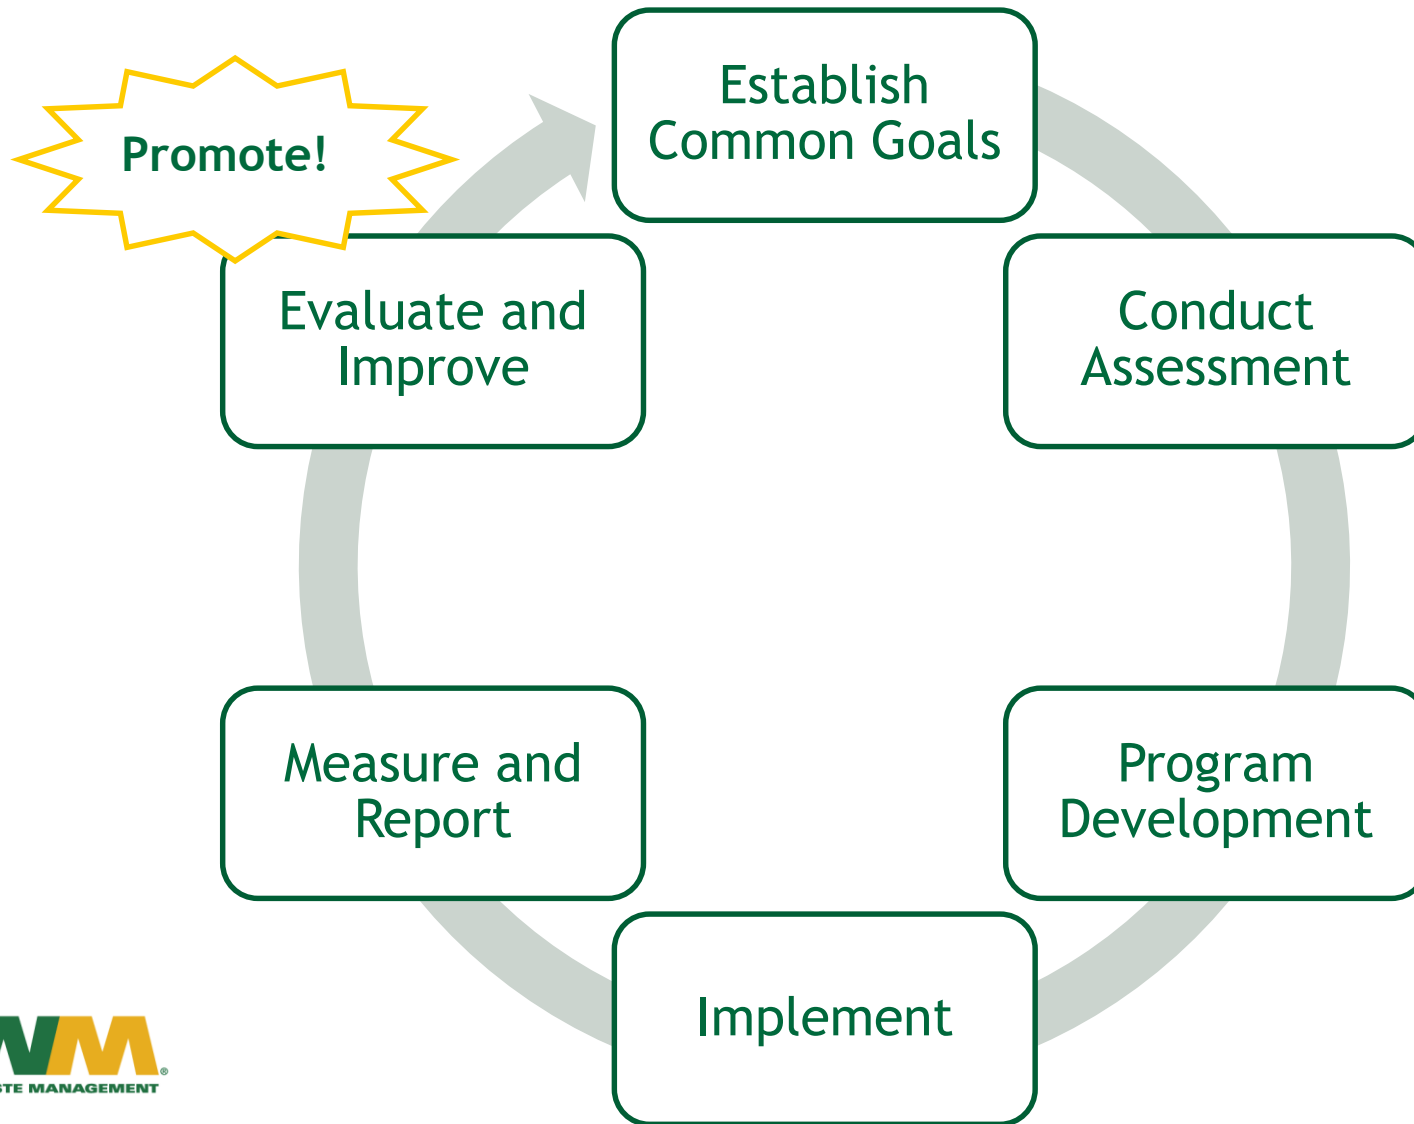 Establish
Common Goals
Promote!
Evaluate and
Improve
Conduct
Assessment
Measure and
Report
Program
Development
Implement
WM
STE MANAGEMENT